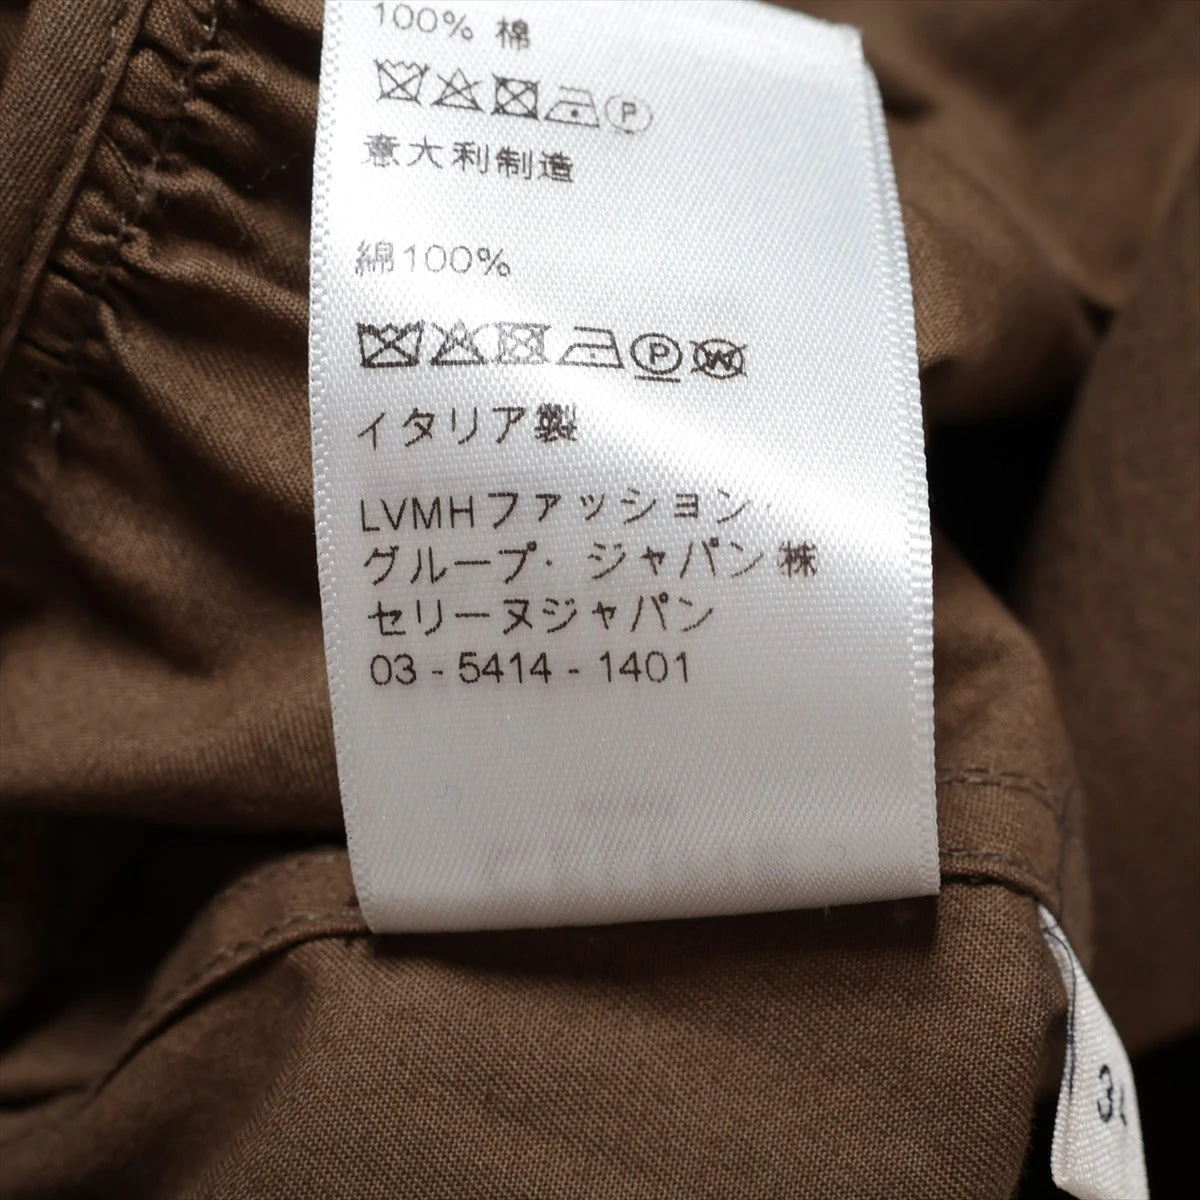 100% 棉
P
意大利制造
綿100%
P W
イタリア製
LVMHファッション・
グループ・ジャパン㈱
セリーヌジャパン
03 - 5414 - 1401